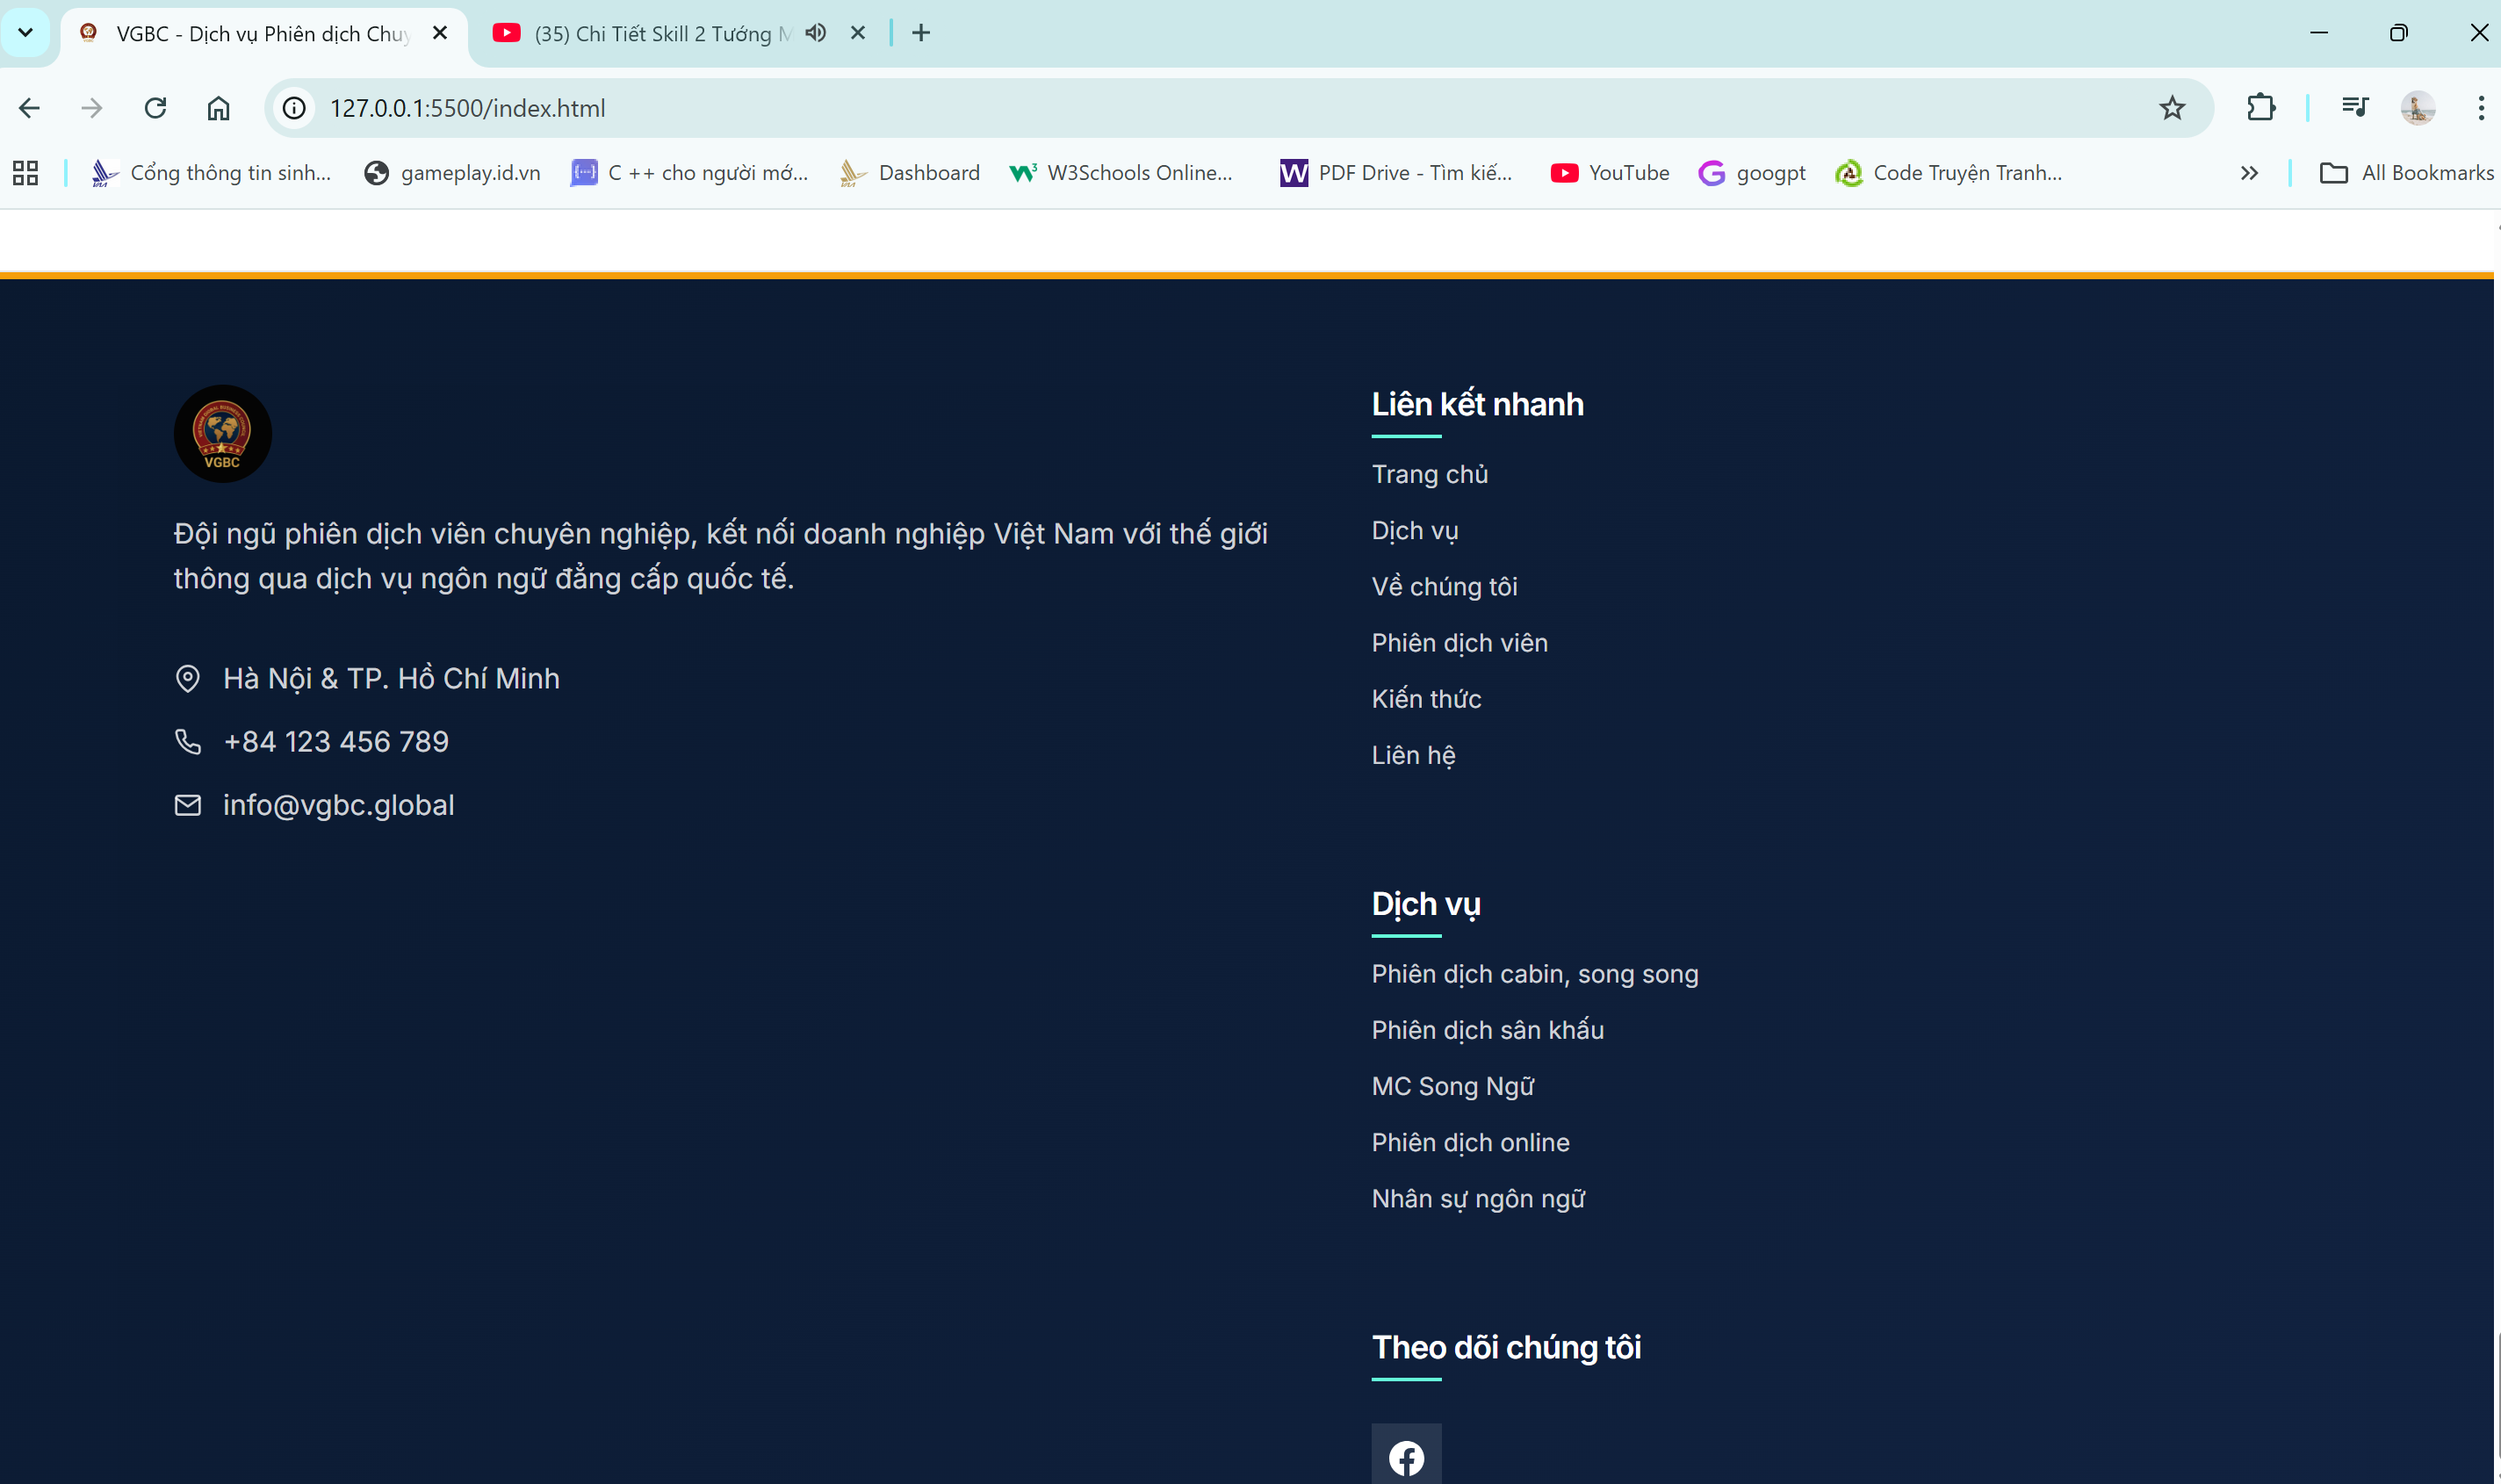 VGBC - Dịch vụ Phiên dịch Chuy
(35) Chi Tiết Skill 2 Tướng M
127.0.0.1:5500/index.html
Cổng thông tin sinh...
gameplay.id.vn
C ++ cho người mớ...
Dashboard
W3Schools Online...
PDF Drive - Tìm kiế...
YouTube
googpt
Code Truyện Tranh...
All Bookmarks
VGBC
Đội ngũ phiên dịch viên chuyên nghiệp, kết nối doanh nghiệp Việt Nam với thế giới
thông qua dịch vụ ngôn ngữ đẳng cấp quốc tế.
Hà Nội & TP. Hồ Chí Minh
+84 123 456 789
info@vgbc.global
Liên kết nhanh
Trang chủ
Dịch vụ
Về chúng tôi
Phiên dịch viên
Kiến thức
Liên hệ
Dịch vụ
Phiên dịch cabin, song song
Phiên dịch sân khấu
MC Song Ngữ
Phiên dịch online
Nhân sự ngôn ngữ
Theo dõi chúng tôi